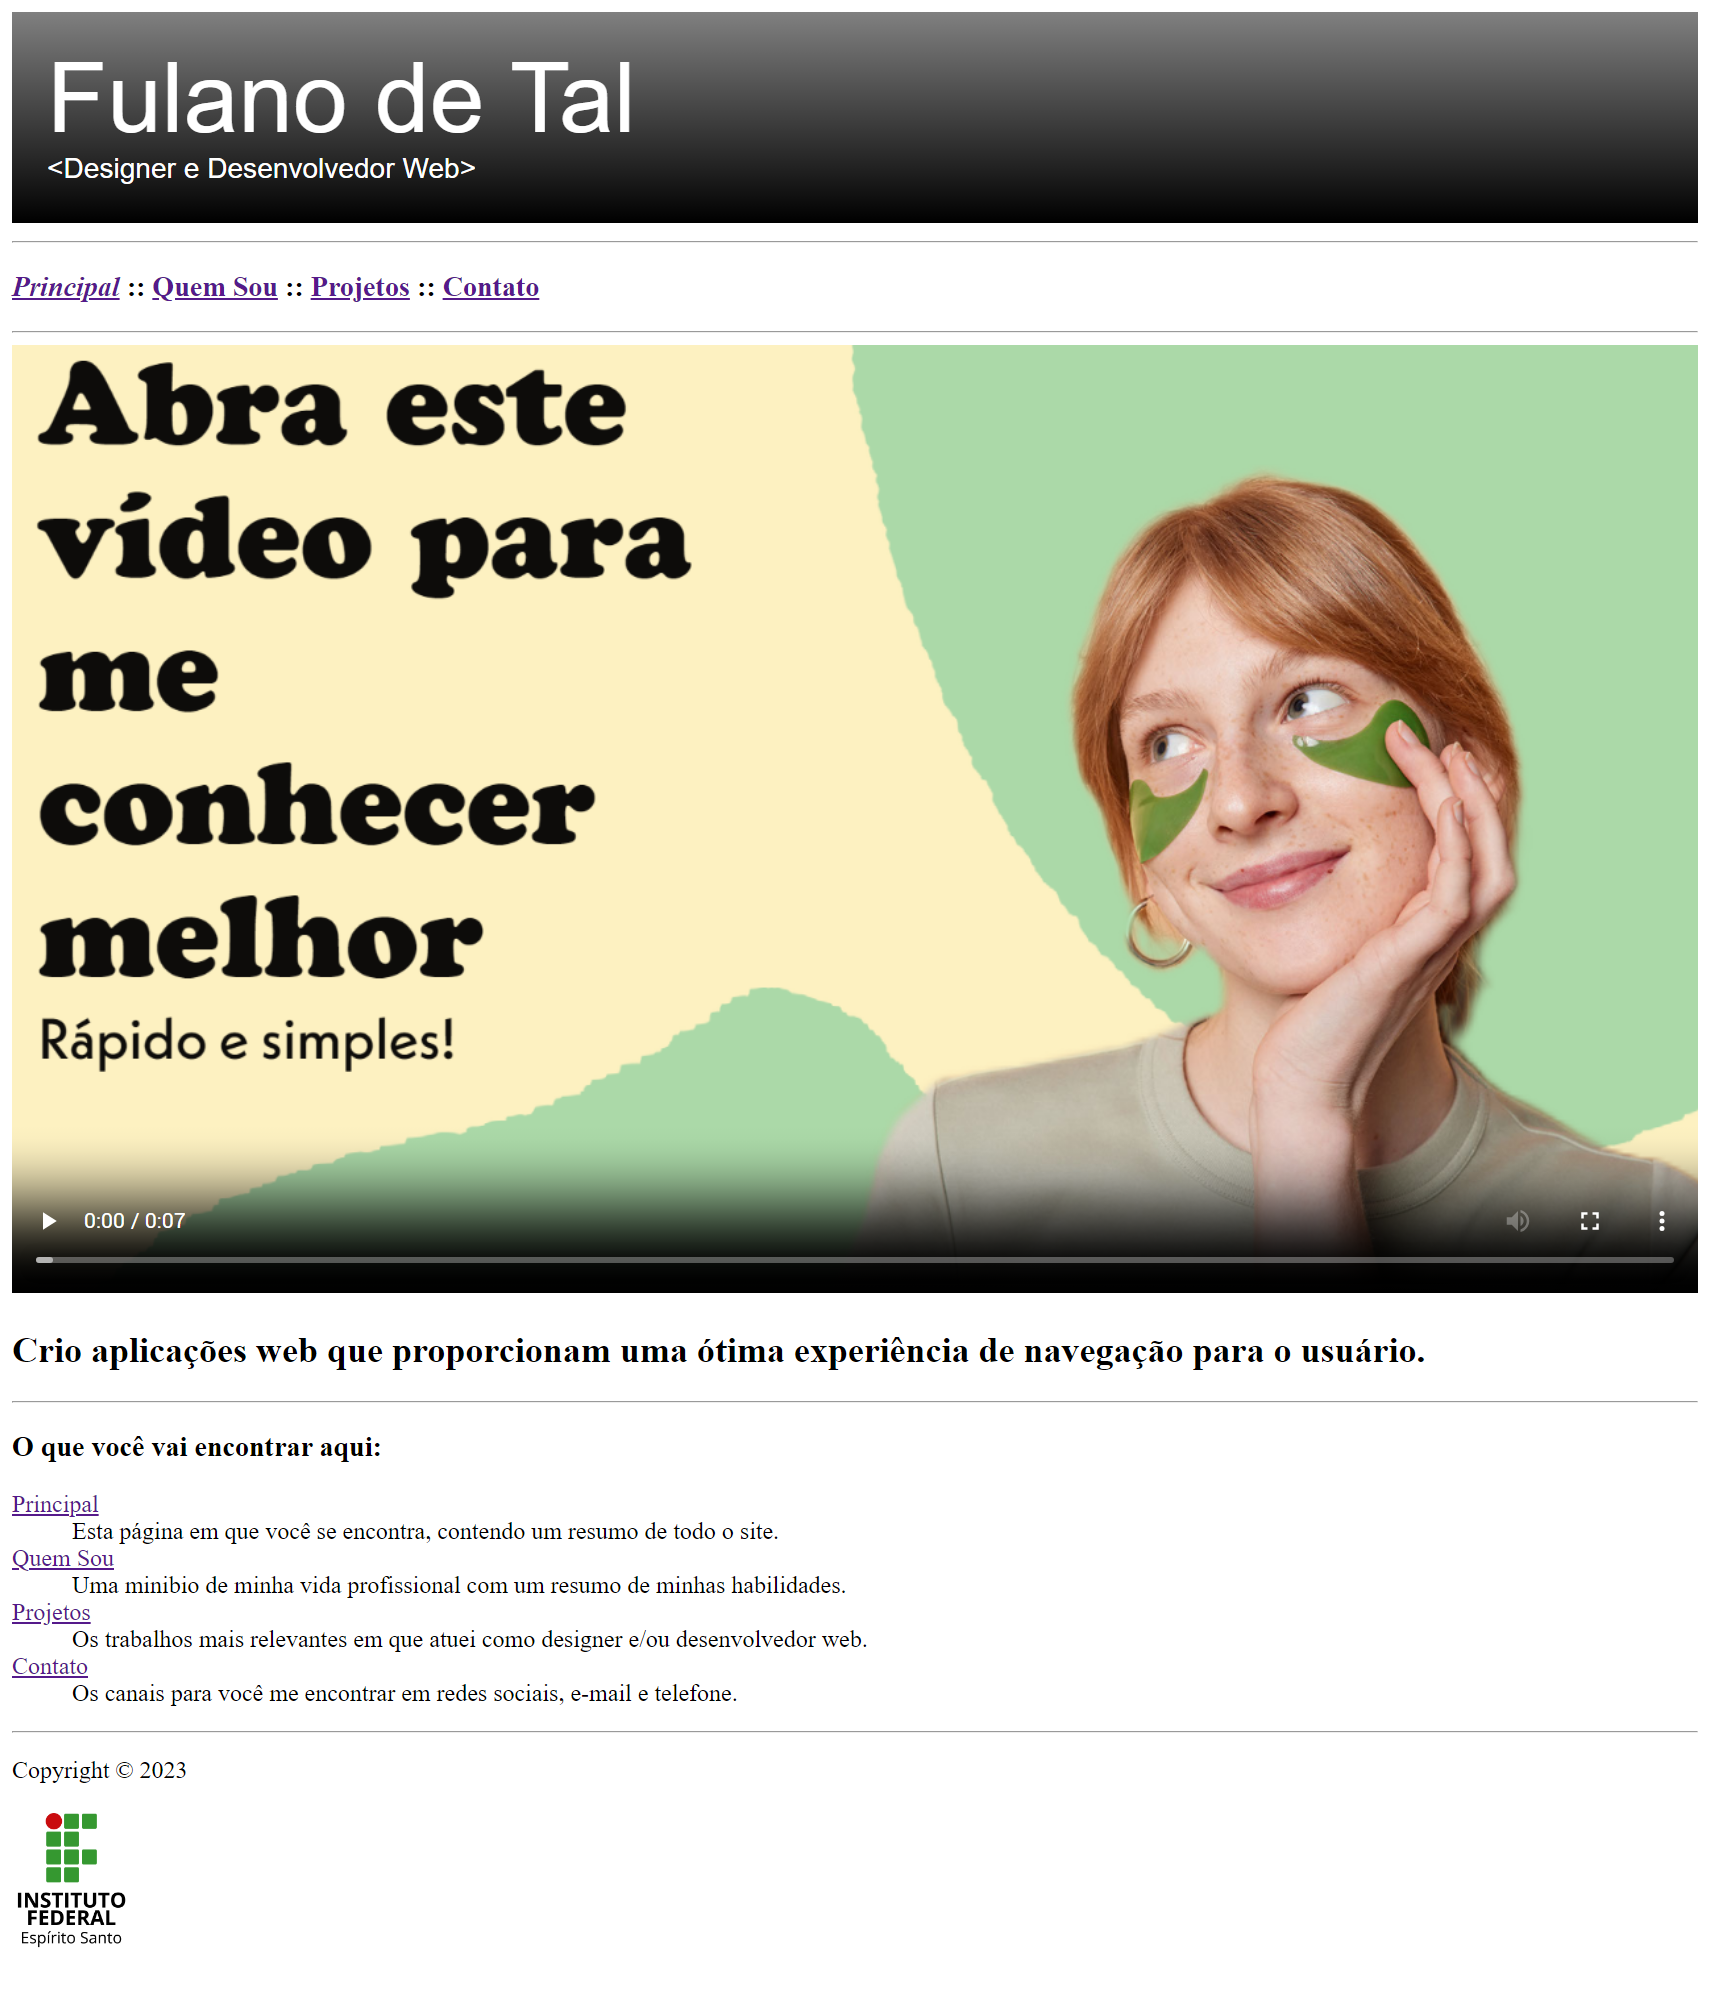 Fulano de Tal
<Designer e Desenvolvedor Web>
Principal :: Quem Sou :: Projetos :: Contato
Abra este
vídeo para
me
conhecer
melhor
Rápido e simples!
0:00 / 0:07
Crio aplicações web que proporcionam uma ótima experiência de navegação para o usuário.
O que você vai encontrar aqui:
Principal
Esta página em que você se encontra, contendo um resumo de todo o site.
Quem Sou
Uma minibio de minha vida profissional com um resumo de minhas habilidades.
Projetos
Os trabalhos mais relevantes em que atuei como designer e/ou desenvolvedor web.
Contato
Os canais para você me encontrar em redes sociais, e-mail e telefone.
Copyright © 2023
INSTITUTO
FEDERAL
Espírito Santo